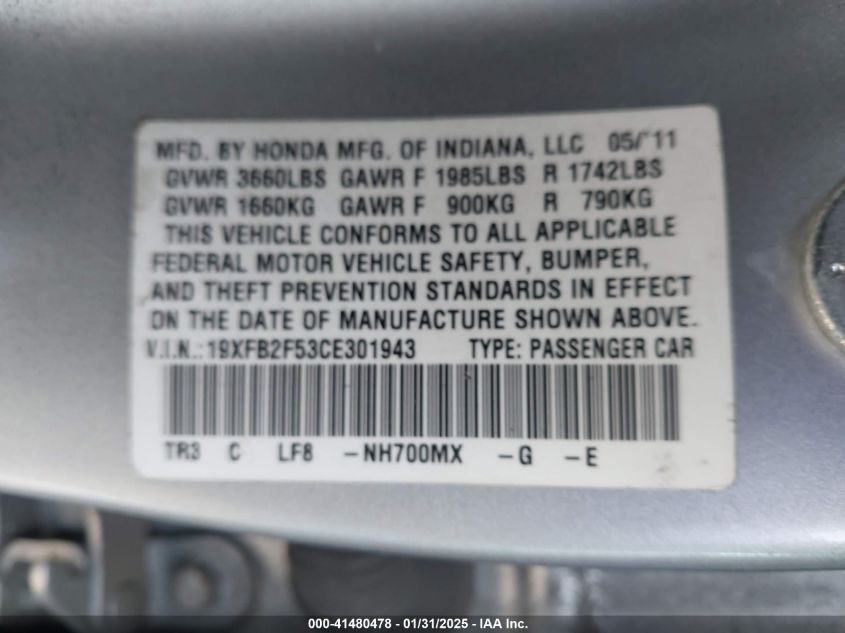 MFD. BY HONDA MFG. OF INDIANA, LLC 05/'11
GVWR 3660LBS GAWR F 1985LBS R 1742LBS
GVWR 1660KG GAWR F 900KG R 790KG
THIS VEHICLE CONFORMS TO ALL APPLICABLE
FEDERAL MOTOR VEHICLE SAFETY, BUMPER,
AND THEFT PREVENTION STANDARDS IN EFFECT
ON THE DATE OF MANUFACTURE SHOWN ABOVE.
V.I.N.:19XFB2F53CE301943 TYPE: PASSENGER CAR
TR3 C LF8 -NH700MX -G -E
000-41480478 - 01/31/2025 - IAA Inc.